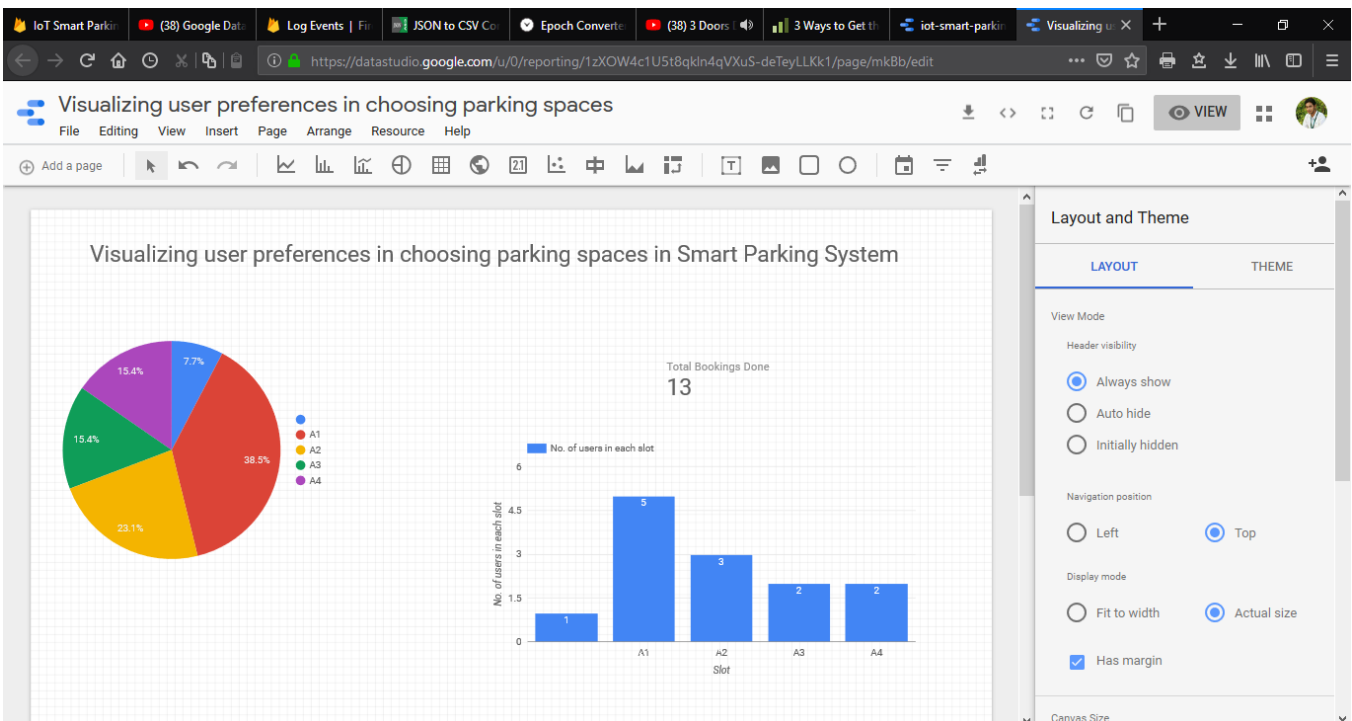 IoT Smart Parkin
(38) Google Data
Log Events | Fir
JSON to CSV Con
Epoch Converte
(38) 3 Doors D
3 Ways to Get th
iot-smart-parkin
Visualizing us
https://datastudio.google.com/u/0/reporting/1zXOW4c1U5t8qkln4qVXuS-deTeyLLKk1/page/mkBb/edit
Visualizing user preferences in choosing parking spaces
File Editing View Insert Page Arrange Resource Help
VIEW
Add a page
21
T
Visualizing user preferences in choosing parking spaces in Smart Parking System
7.7%
15.4%
15.4%
38.5%
23.1%
A1
A2
A3
A4
Total Bookings Done
13
No. of users in each slot
No. of users in each slot
6
4.5
3
1.5
0
1
5
3
2
2
A1 A2 A3 A4
Slot
Layout and Theme
LAYOUT THEME
View Mode
Header visibility
Always show
Auto hide
Initially hidden
Navigation position
Left Top
Display mode
Fit to width Actual size
Has margin
Canvas Size